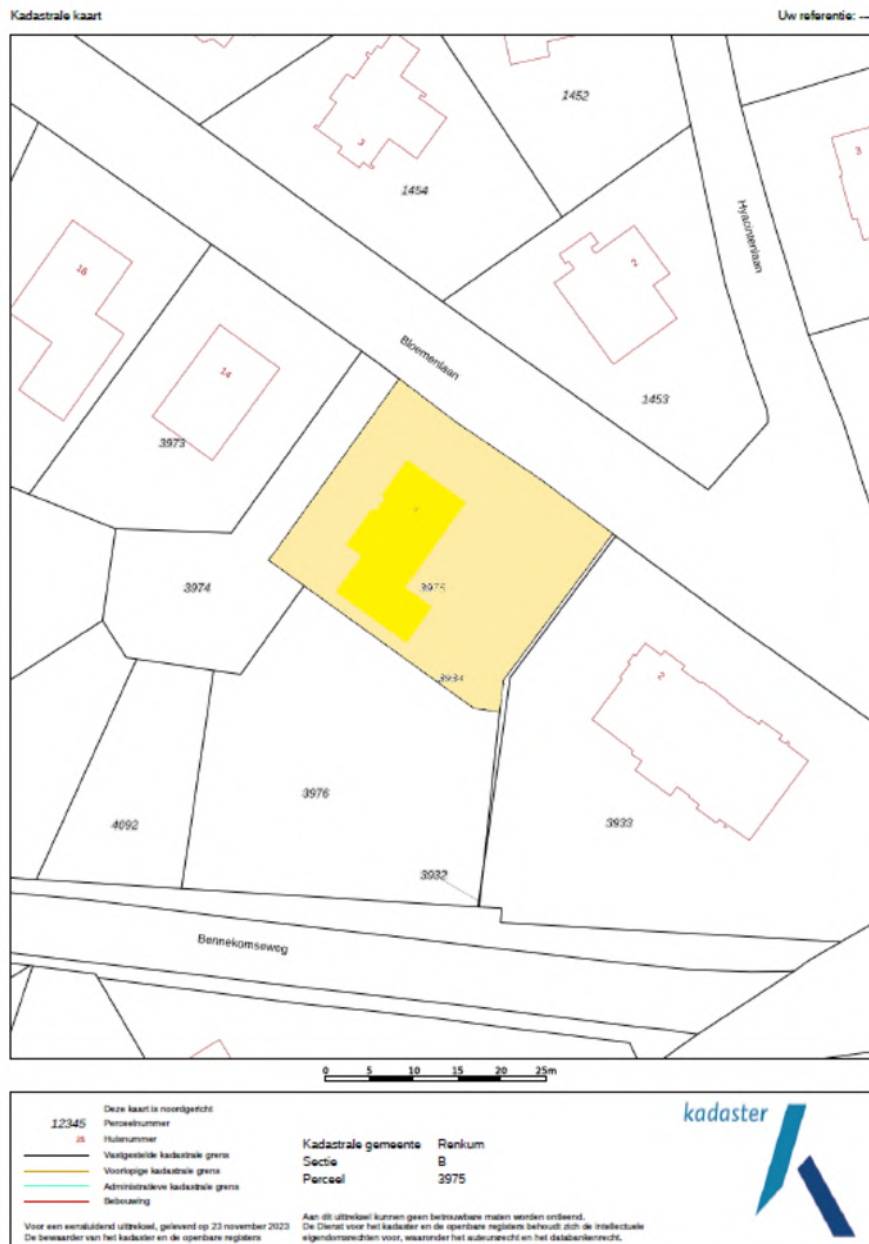 Kadastrale kaart
Uw referentie: --
1452
3
3
1454
Hyacintenlaan
16
2
14
Bloemenlaan
1453
3973
3974
3975
3934
2
3976
4092
3933
3932
Bennekomseweg
0 5 10 15 20 25m
Deze kaart is noordgericht
12345 Perceelnummer
25 Huisnummer
Vastgestelde kadastrale grens
Voorlopige kadastrale grens
Administratieve kadastrale grens
Bebouwing
Voor een eensluidend uittreksel, geleverd op 23 november 2023
De bewaarder van het kadaster en de openbare registers
Kadastrale gemeente Renkum
Sectie B
Perceel 3975
Aan dit uittreksel kunnen geen betrouwbare maten worden ontleend.
De Dienst voor het kadaster en de openbare registers behoudt zich de intellectuele
eigendomsrechten voor, waaronder het auteursrecht en het databankenrecht.
kadaster